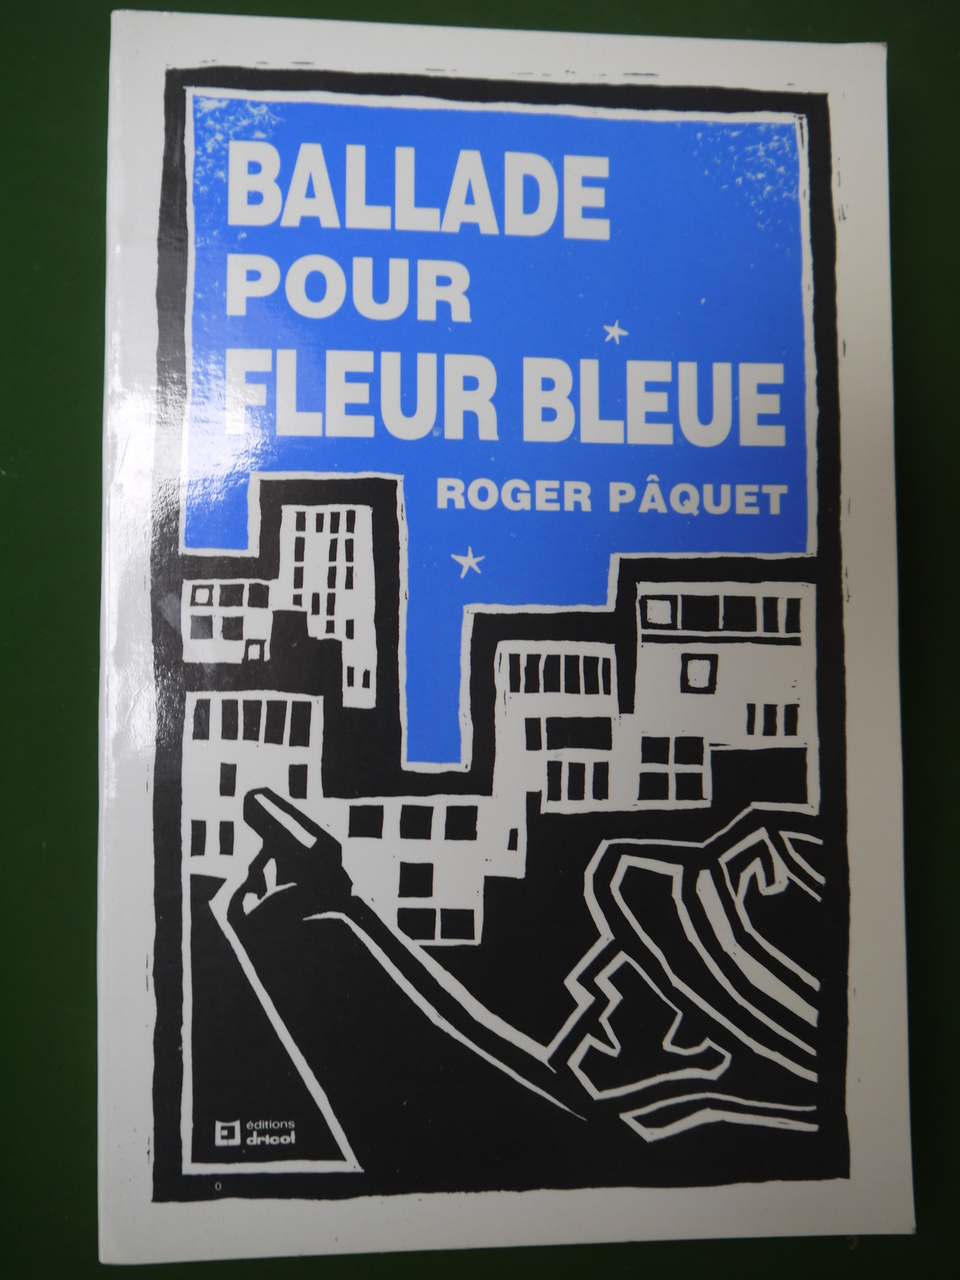 BALLADE
POUR
FLEUR BLEUE
ROGER PÂQUET
éditions
dricot